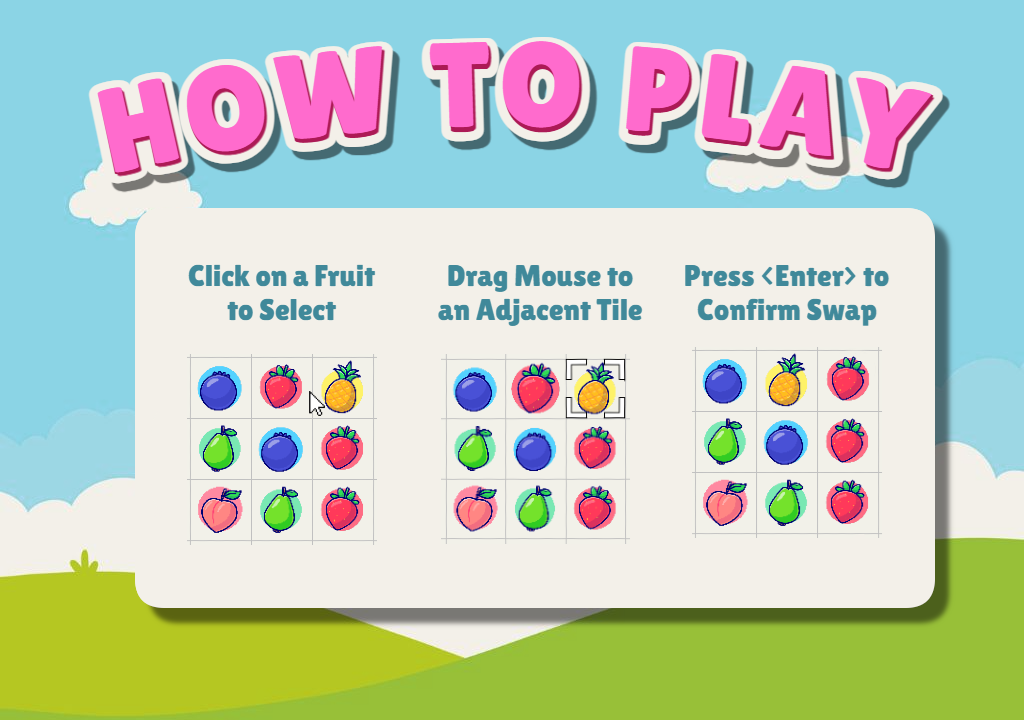 HOW TO PLAY
Click on a Fruit
to Select
Drag Mouse to
an Adjacent Tile
Press <Enter> to
Confirm Swap